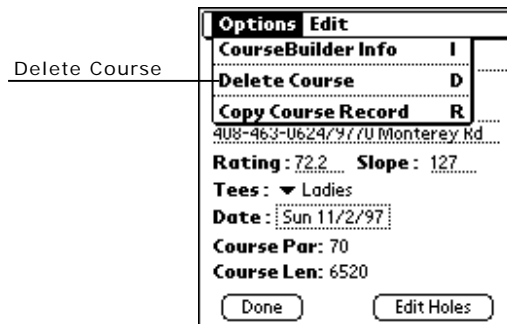 Options Edit
CourseBuilder Info I
Delete Course
Delete Course D
Copy Course Record R
408-463-0624/9770 Monterey Rd
Rating: 72.2 Slope: 127
Tees: Ladies
Date: Sun 11/2/97
Course Par: 70
Course Len: 6520
Done Edit Holes